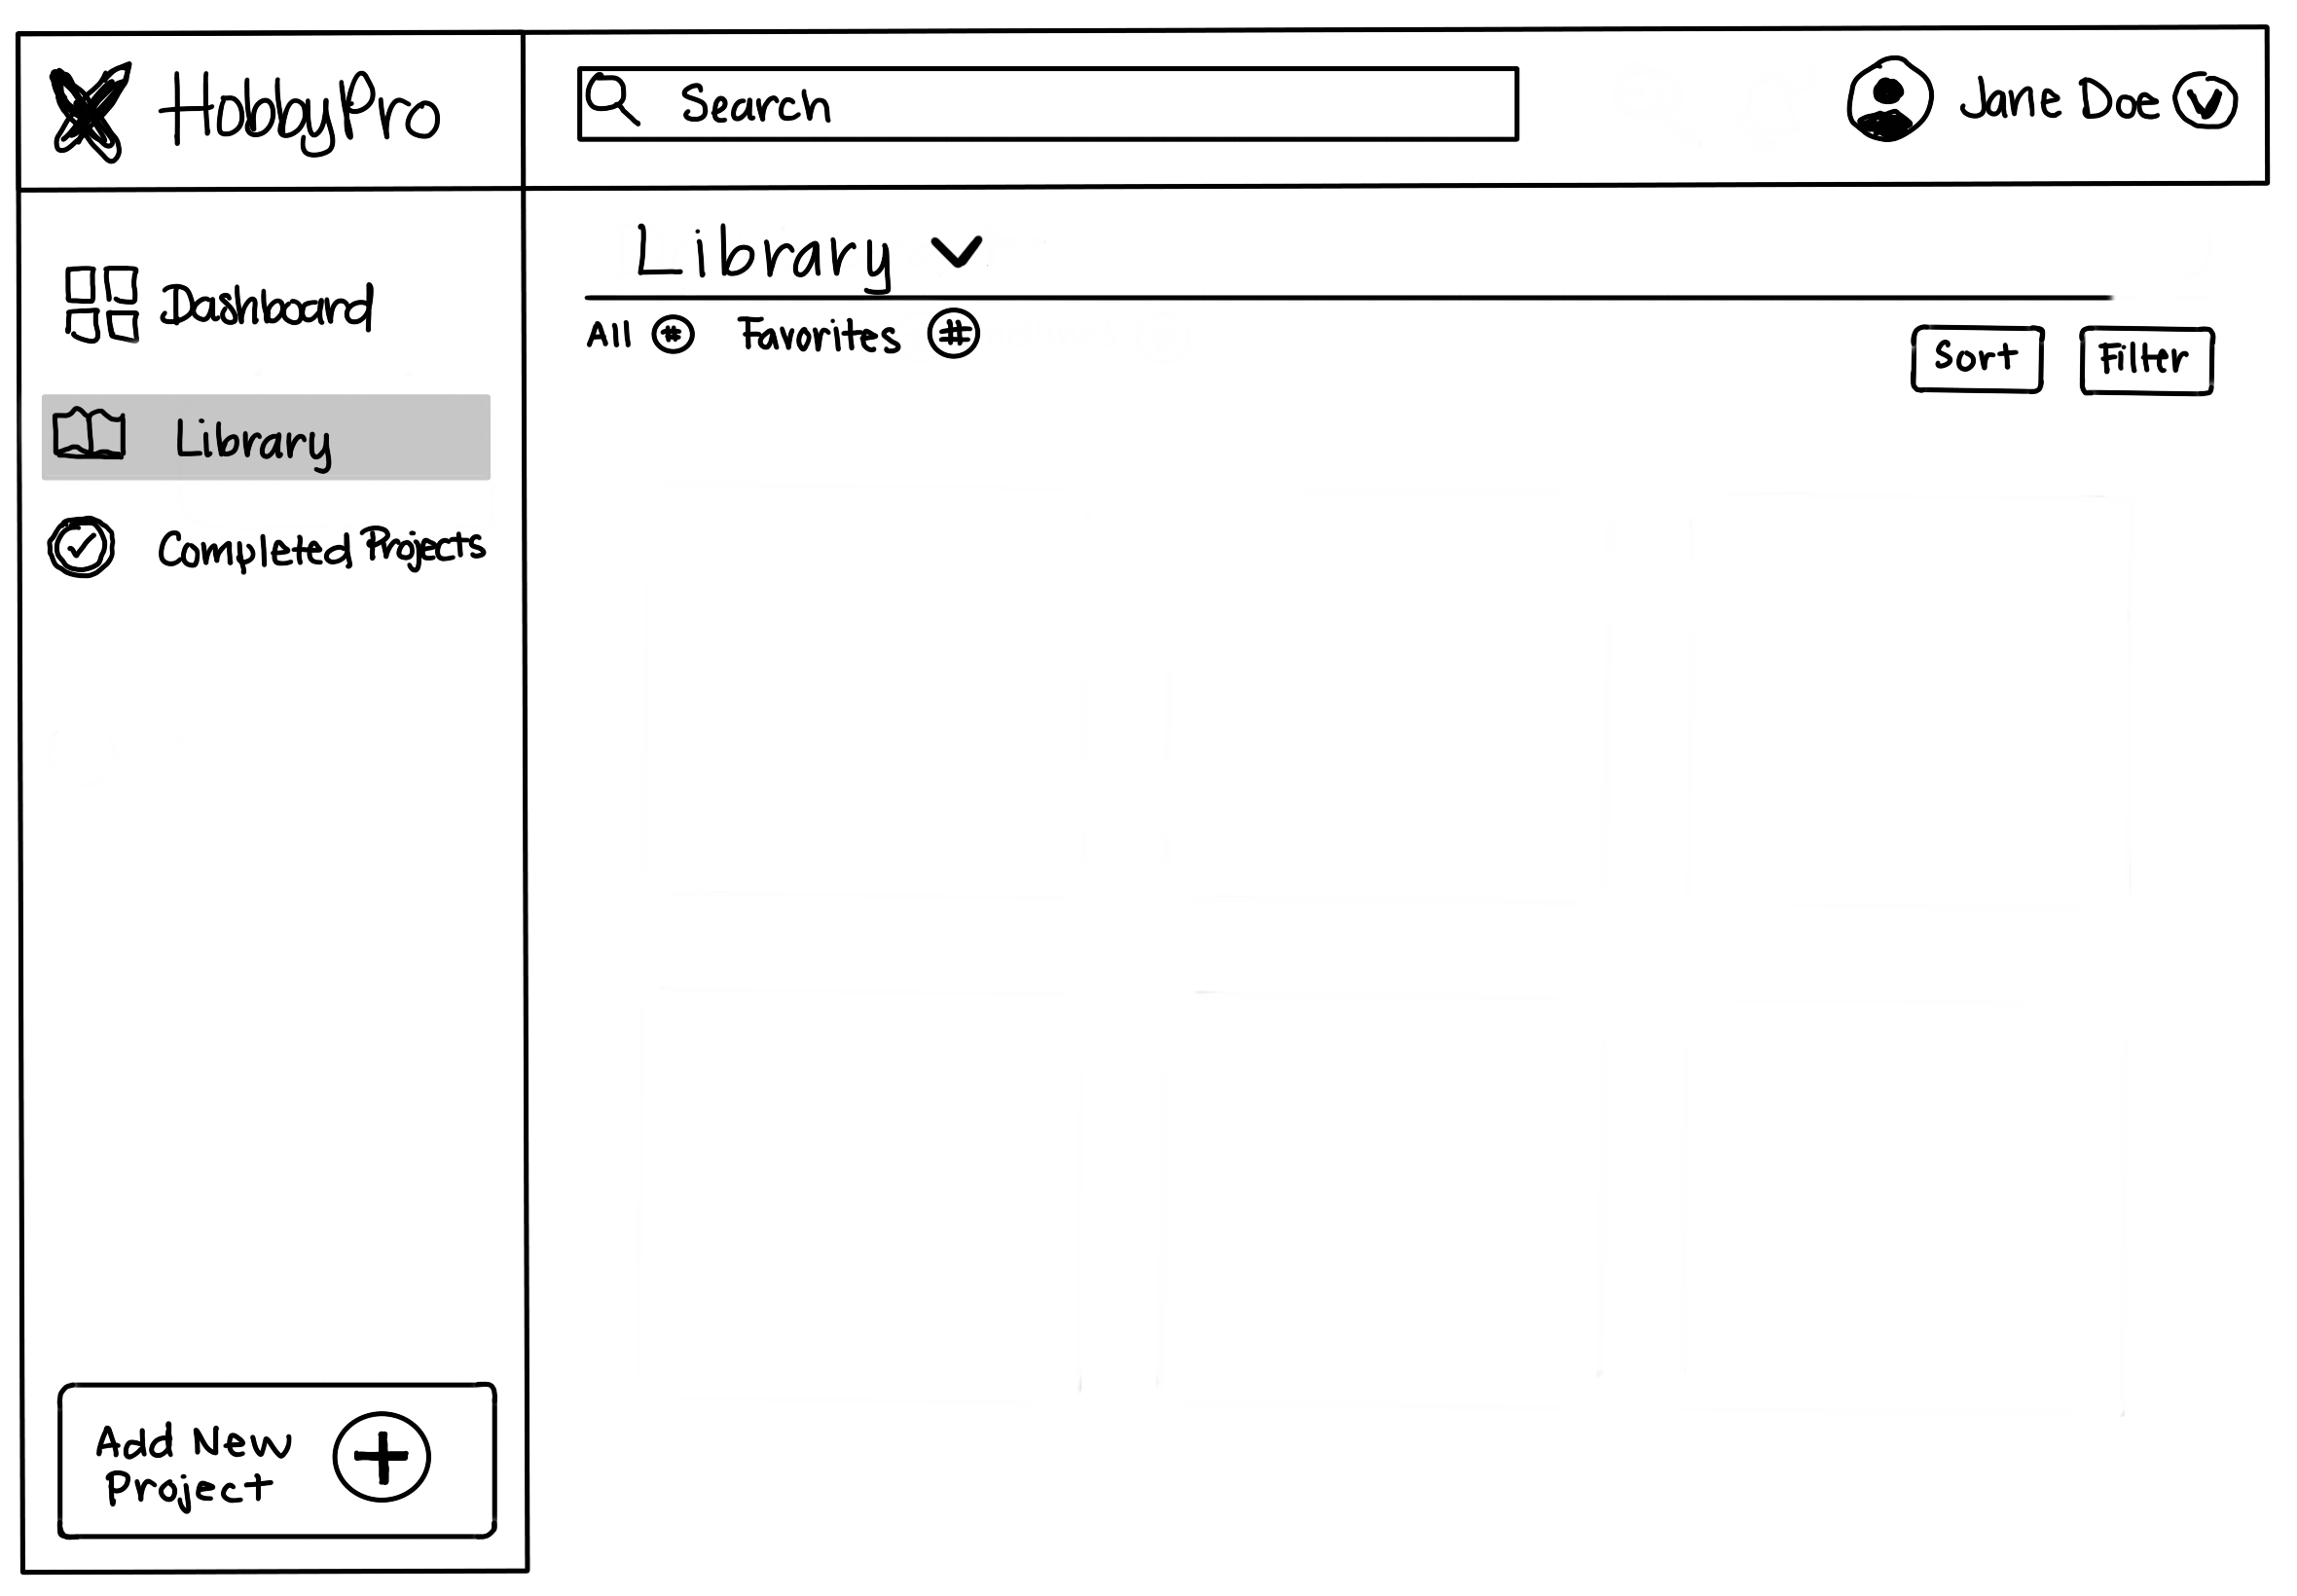 HobbyPro
Search
Jane Doe
Library
Dashboard
All * Favorites #
Sort Filter
Library
Completed Projects
Add New
Project +